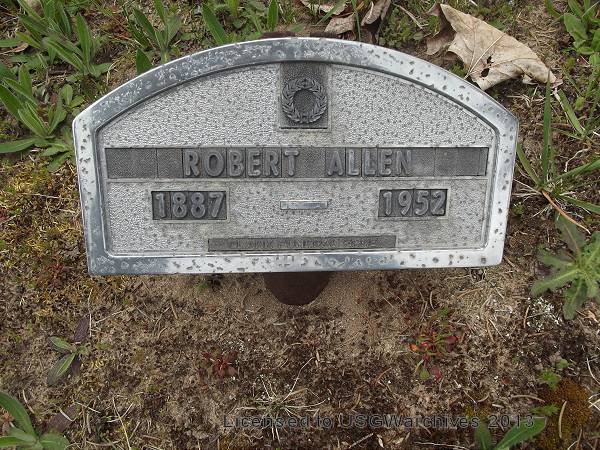 ROBERT ALLEN
1887 1952
Licensed to USGWarchives 2013